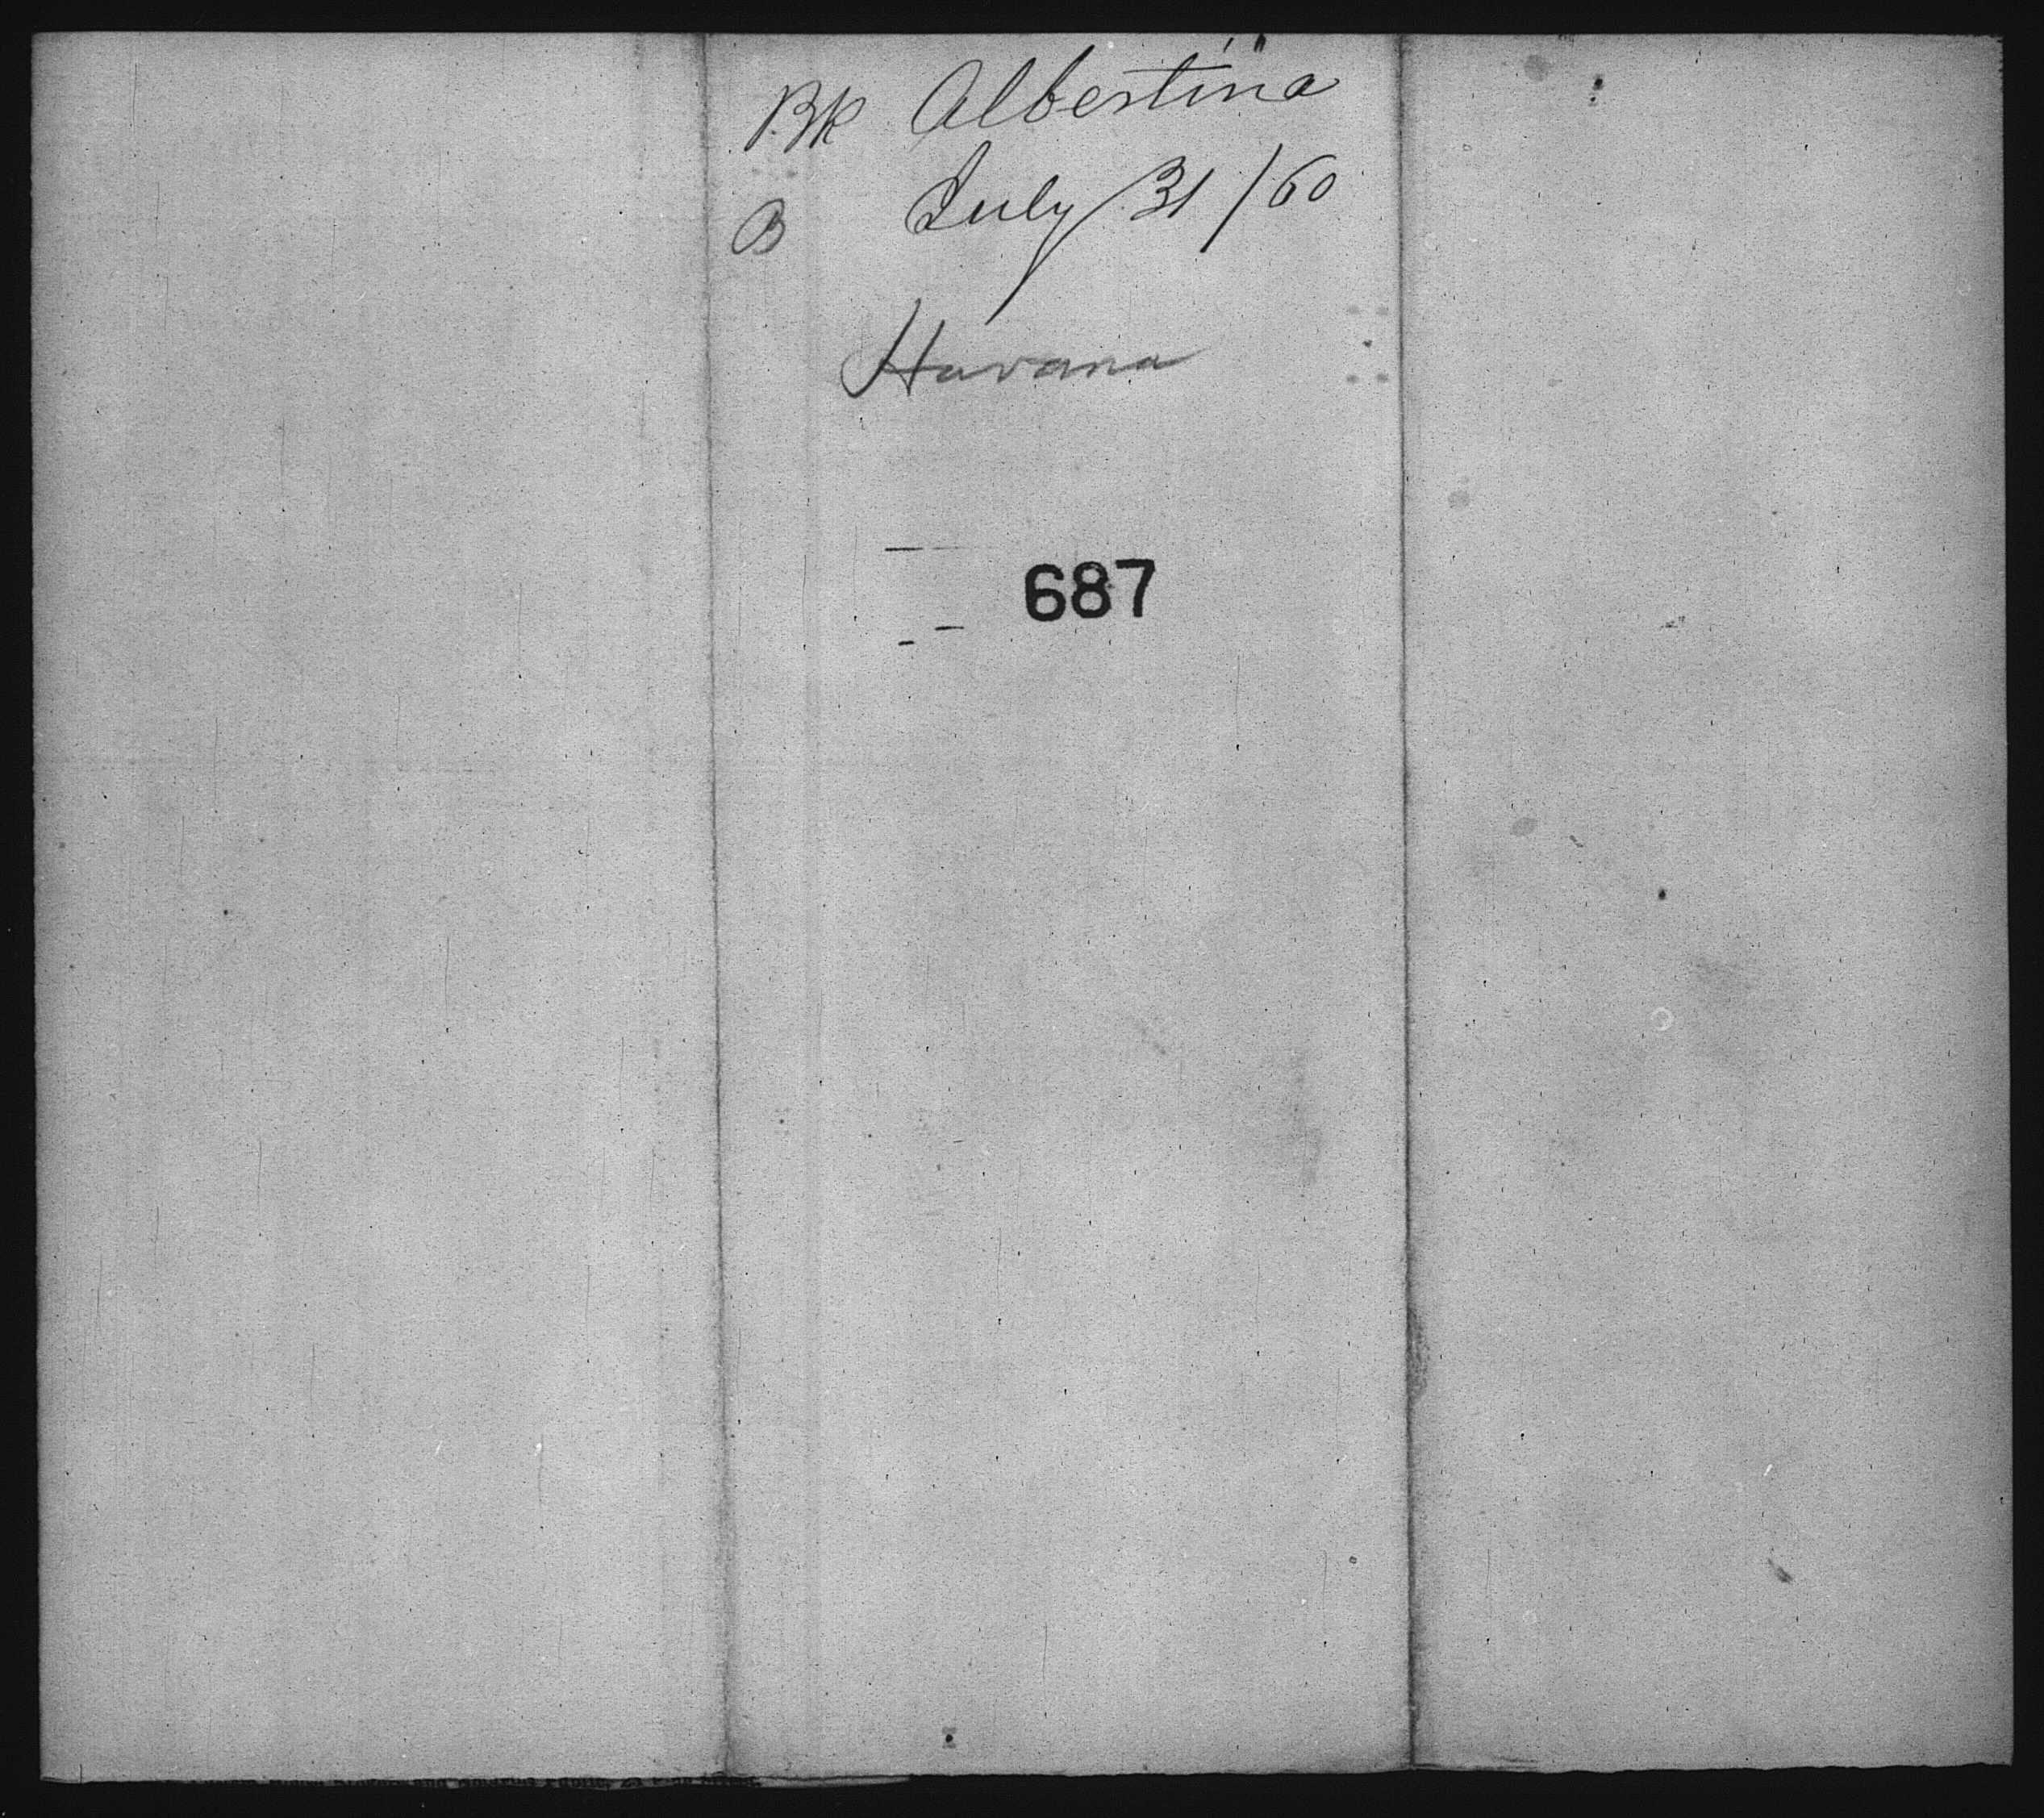 Bk Albertina
B July 31/60
Havana
687